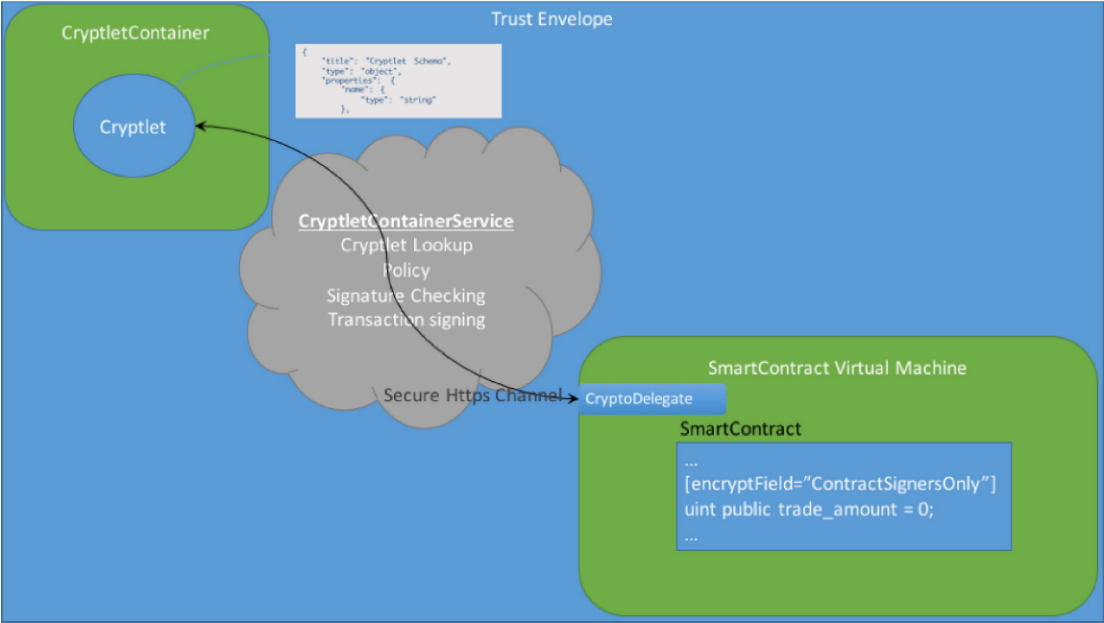 Trust Envelope
CryptletContainer
Cryptlet
{
"title": "Cryptlet Schema",
"type": "object",
"properties": {
"name": {
"type": "string"
},
CryptletContainerService
Cryptlet Lookup
Policy
Signature Checking
Transaction signing
Secure Https Channel
SmartContract Virtual Machine
CryptoDelegate
SmartContract
...
[encryptField=”ContractSignersOnly”]
uint public trade_amount = 0;
...